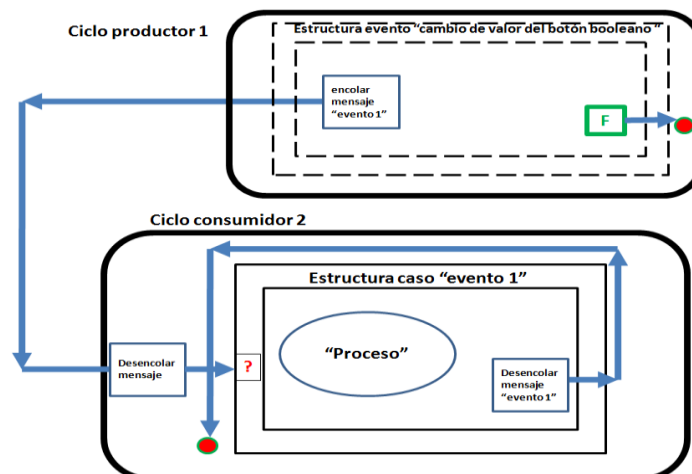 Ciclo productor 1
Estructura evento "cambio de valor del botón booleano "
encolar
mensaje
"evento 1"
F
Ciclo consumidor 2
Estructura caso "evento 1"
"Proceso"
Desencolar
mensaje
?
Desencolar
mensaje
"evento 1"